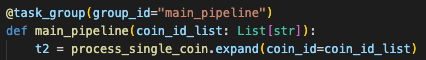 @task_group(group_id="main_pipeline")
def main_pipeline(coin_id_list: List[str]):
    t2 = process_single_coin.expand(coin_id=coin_id_list)